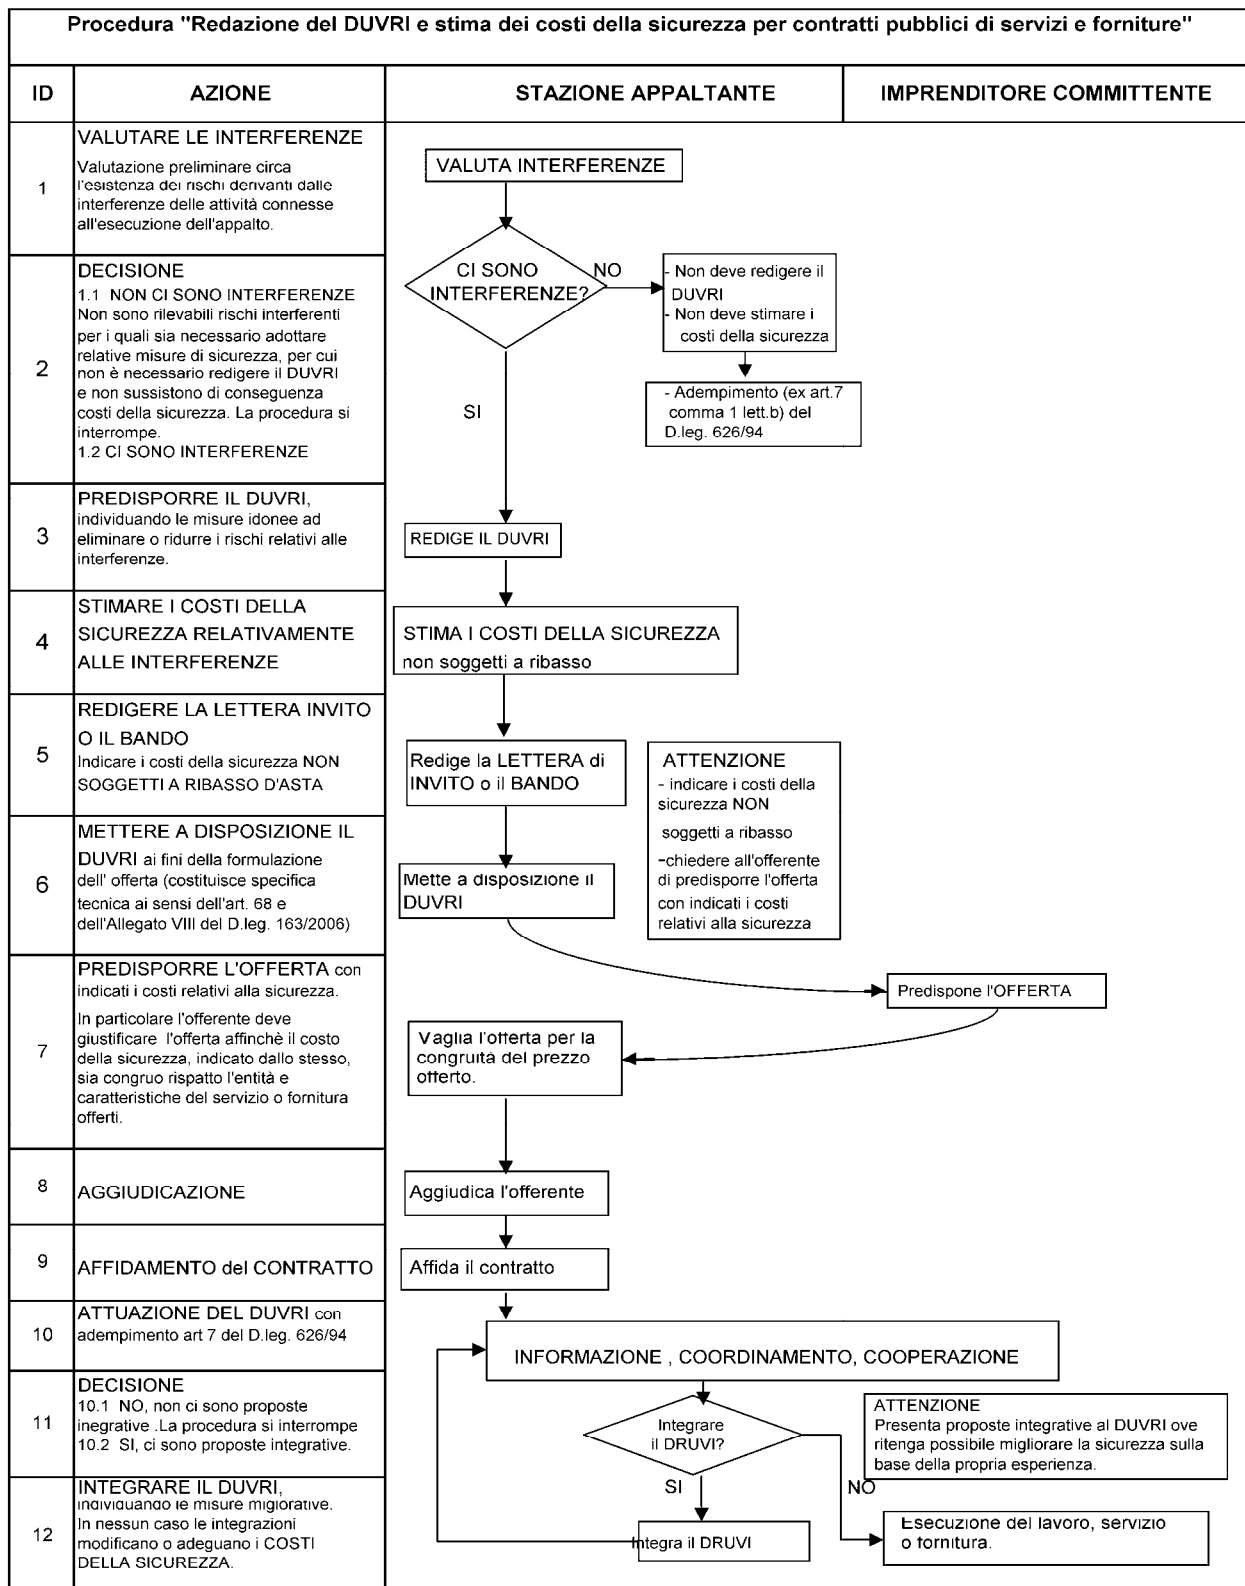 Procedura "Redazione del DUVRI e stima dei costi della sicurezza per contratti pubblici di servizi e forniture"
ID
AZIONE
STAZIONE APPALTANTE
IMPRENDITORE COMMITTENTE
1
VALUTARE LE INTERFERENZE
Valutazione preliminare circa
l'esistenza dei rischi derivanti dalle
interferenze delle attività connesse
all'esecuzione dell'appalto.
VALUTA INTERFERENZE
2
DECISIONE
1.1 NON CI SONO INTERFERENZE
Non sono rilevabili rischi interferenti
per i quali sia necessario adottare
relative misure di sicurezza, per cui
non è necessario redigere il DUVRI
e non sussistono di conseguenza
costi della sicurezza. La procedura si
interrompe.
1.2 CI SONO INTERFERENZE
CI SONO
INTERFERENZE?
NO
- Non deve redigere il
DUVRI
- Non deve stimare i
costi della sicurezza
- Adempimento (ex art.7
comma 1 lett.b) del
D.leg. 626/94
SI
3
PREDISPORRE IL DUVRI,
individuando le misure idonee ad
eliminare o ridurre i rischi relativi alle
interferenze.
REDIGE IL DUVRI
4
STIMARE I COSTI DELLA
SICUREZZA RELATIVAMENTE
ALLE INTERFERENZE
STIMA I COSTI DELLA SICUREZZA
non soggetti a ribasso
5
REDIGERE LA LETTERA INVITO
O IL BANDO
Indicare i costi della sicurezza NON
SOGGETTI A RIBASSO D'ASTA
Redige la LETTERA di
INVITO o il BANDO
ATTENZIONE
- indicare i costi della
sicurezza NON
soggetti a ribasso
-chiedere all'offerente
di predisporre l'offerta
con indicati i costi
relativi alla sicurezza
6
METTERE A DISPOSIZIONE IL
DUVRI ai fini della formulazione
dell' offerta (costituisce specifica
tecnica ai sensi dell'art. 68 e
dell'Allegato VIII del D.leg. 163/2006)
Mette a disposizione il
DUVRI
7
PREDISPORRE L'OFFERTA con
indicati i costi relativi alla sicurezza.
In particolare l'offerente deve
giustificare l'offerta affinchè il costo
della sicurezza, indicato dallo stesso,
sia congruo rispatto l'entità e
caratteristiche del servizio o fornitura
offerti.
Predispone l'OFFERTA
Vaglia l'offerta per la
congruità del prezzo
offerto.
8
AGGIUDICAZIONE
Aggiudica l'offerente
9
AFFIDAMENTO del CONTRATTO
Affida il contratto
10
ATTUAZIONE DEL DUVRI con
adempimento art 7 del D.leg. 626/94
INFORMAZIONE , COORDINAMENTO, COOPERAZIONE
11
DECISIONE
10.1 NO, non ci sono proposte
inegrative .La procedura si interrompe
10.2 SI, ci sono proposte integrative.
Integrare
il DRUVI?
ATTENZIONE
Presenta proposte integrative al DUVRI ove
ritenga possibile migliorare la sicurezza sulla
base della propria esperienza.
SI
NO
12
INTEGRARE IL DUVRI,
individuando le misure migliorative.
In nessun caso le integrazioni
modificano o adeguano i COSTI
DELLA SICUREZZA.
Integra il DRUVI
Esecuzione del lavoro, servizio
o fornitura.